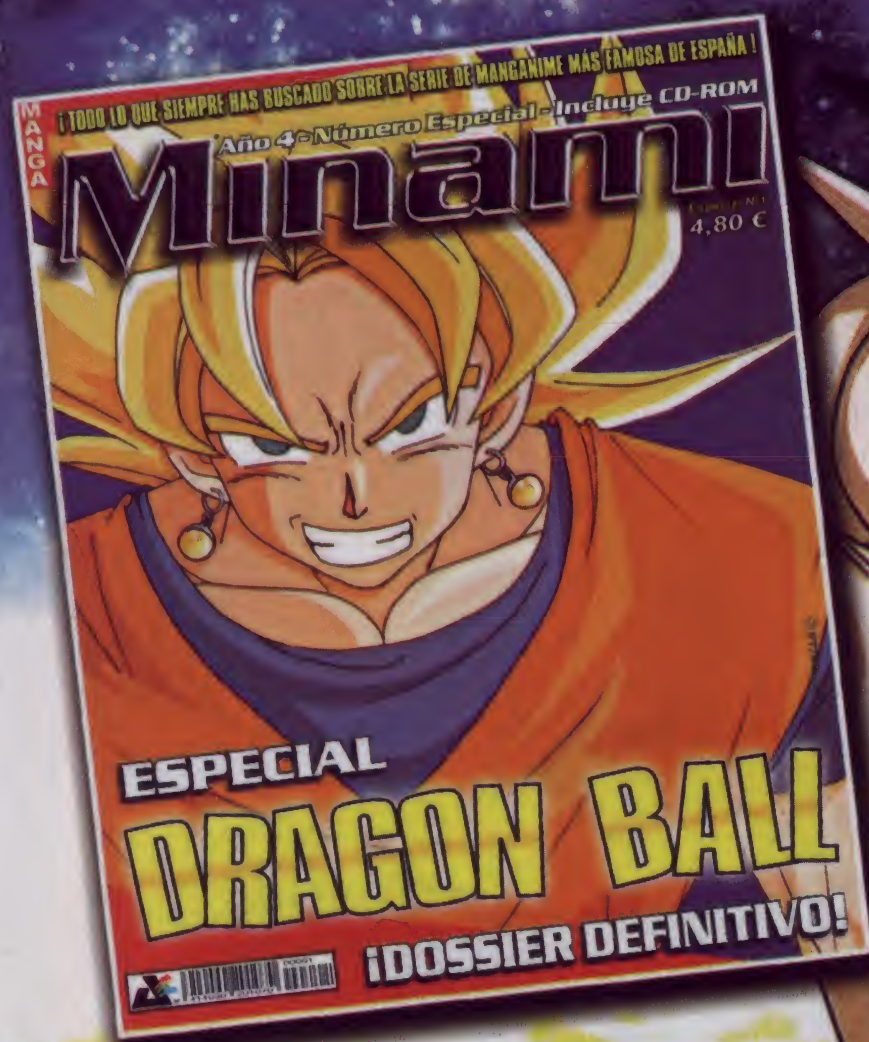 ¡TODO LO QUE SIEMPRE HAS BUSCADO SOBRE LA SERIE DE MANGANIME MÁS FAMOSA DE ESPAÑA!
MANGA
Año 4 - Número Especial - Incluye CD-ROM
Minami
4,80 €
ESPECIAL
DRAGON BALL
¡DOSSIER DEFINITIVO!
00001